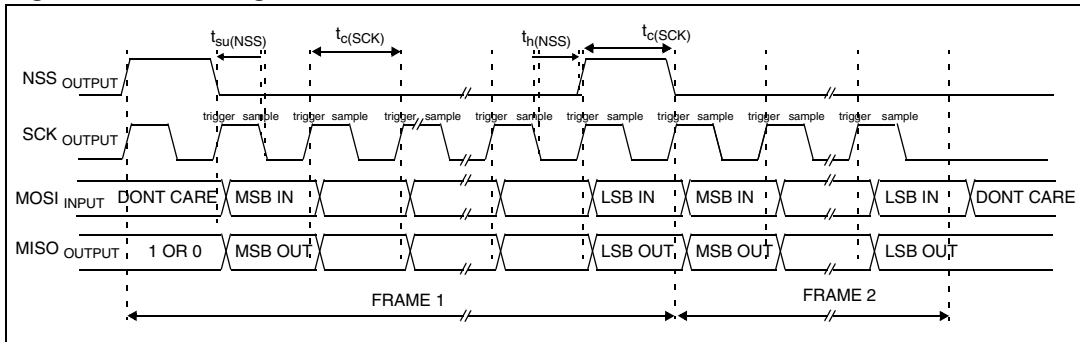 tsu(NSS) tc(SCK) th(NSS) tc(SCK)
NSS OUTPUT
trigger sample trigger sample trigger sample trigger sample trigger sample trigger sample trigger sample trigger sample
SCK OUTPUT
MOSI INPUT DONT CARE MSB IN LSB IN MSB IN LSB IN DONT CARE
MISO OUTPUT 1 OR 0 MSB OUT LSB OUT MSB OUT LSB OUT
FRAME 1 FRAME 2